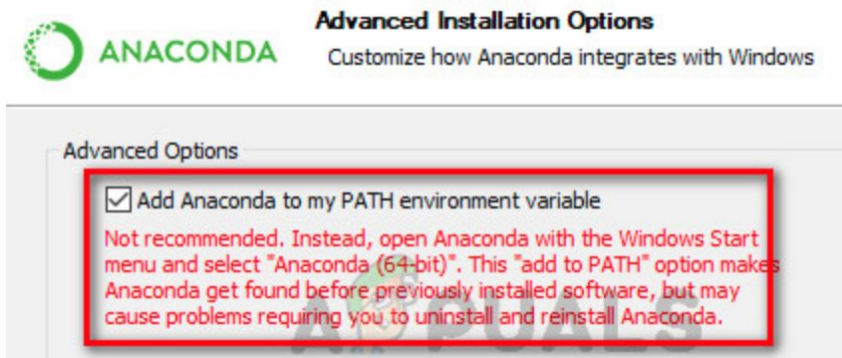 Advanced Installation Options
ANACONDA
Customize how Anaconda integrates with Windows
Advanced Options
Add Anaconda to my PATH environment variable
Not recommended. Instead, open Anaconda with the Windows Start
menu and select "Anaconda (64-bit)". This "add to PATH" option makes
Anaconda get found before previously installed software, but may
cause problems requiring you to uninstall and reinstall Anaconda.
APPUALS